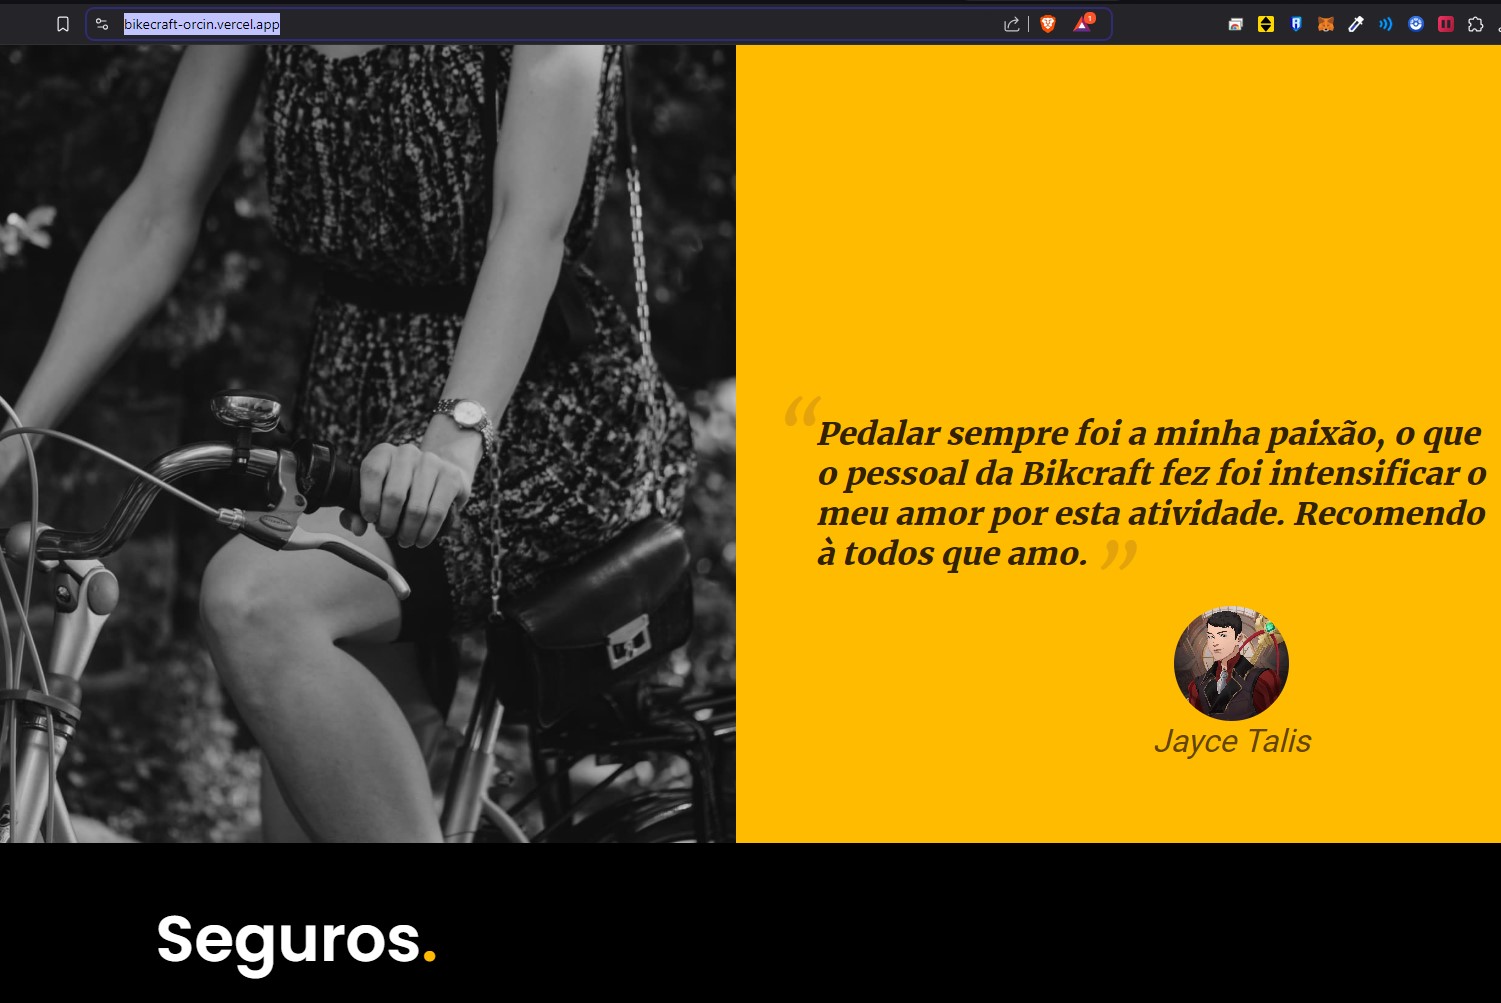 bikecraft-orcin.vercel.app
1
“Pedalar sempre foi a minha paixão, o que
o pessoal da Bikcraft fez foi intensificar o
meu amor por esta atividade. Recomendo
à todos que amo. ”
Jayce Talis
Seguros.